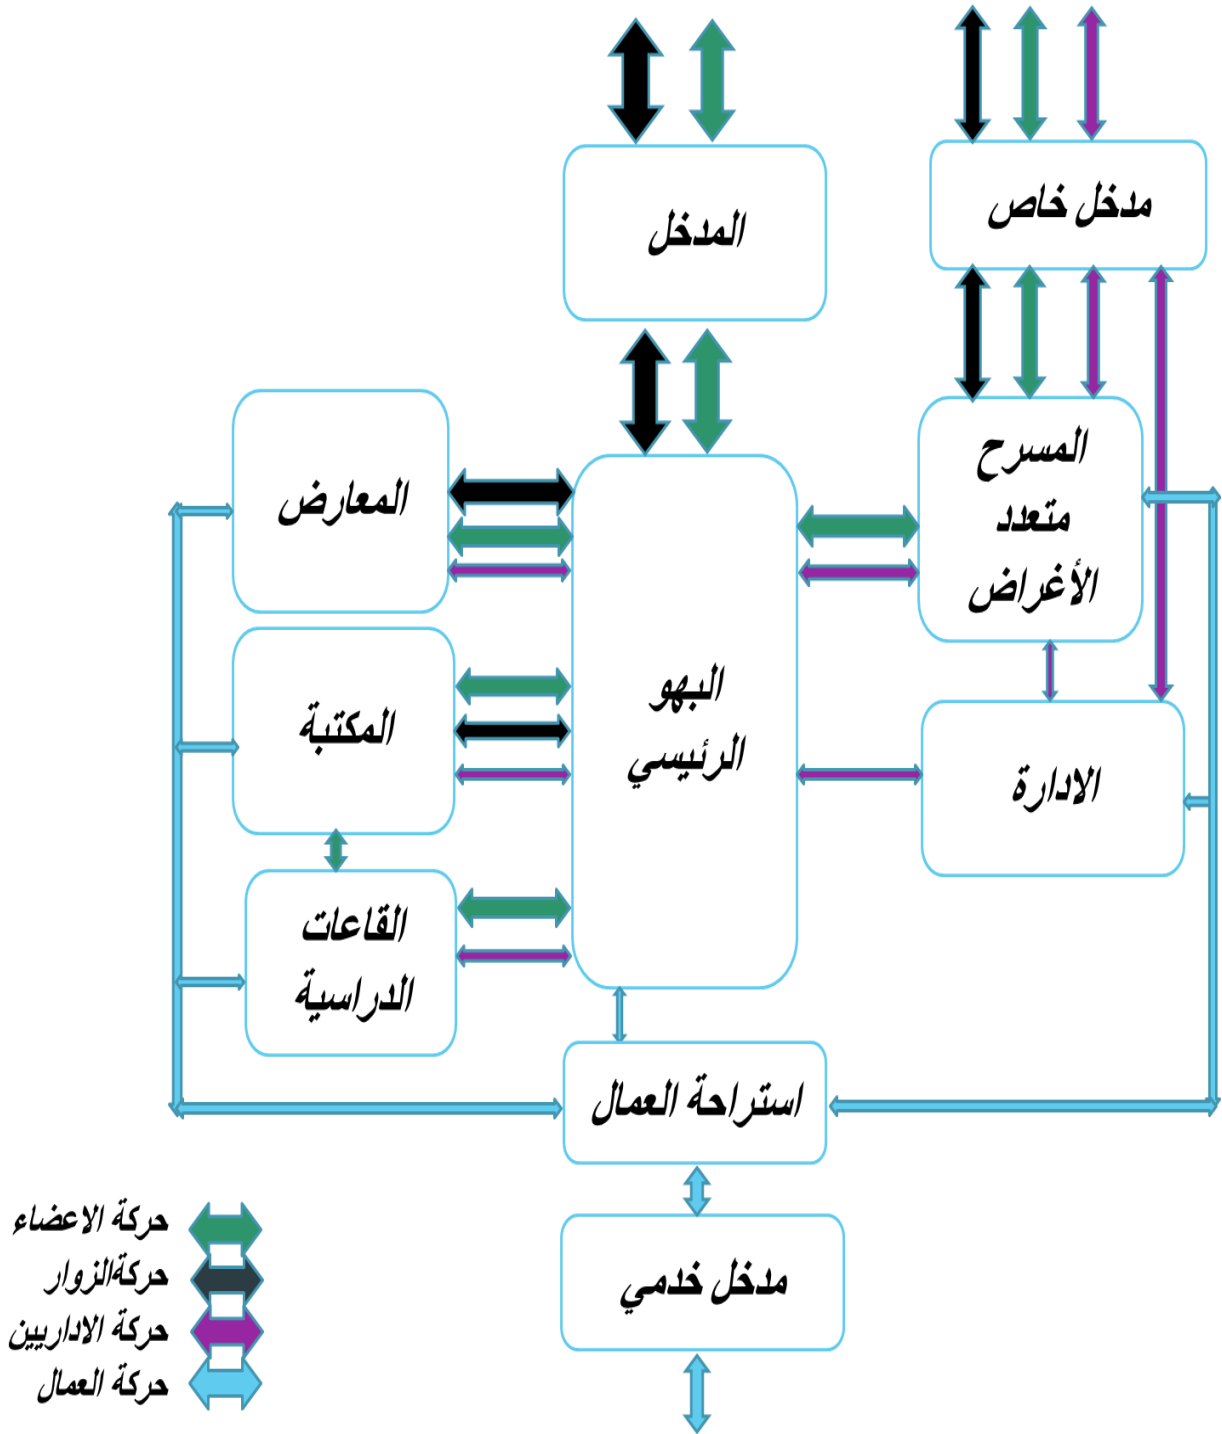 مدخل خاص
المدخل
المسرح
متعدد
الأغراض
المعارض
البهو
الرئيسي
المكتبة
الادارة
القاعات
الدراسية
استراحة العمال
مدخل خدمي
حركة الاعضاء
حركةالزوار
حركة الاداريين
حركة العمال